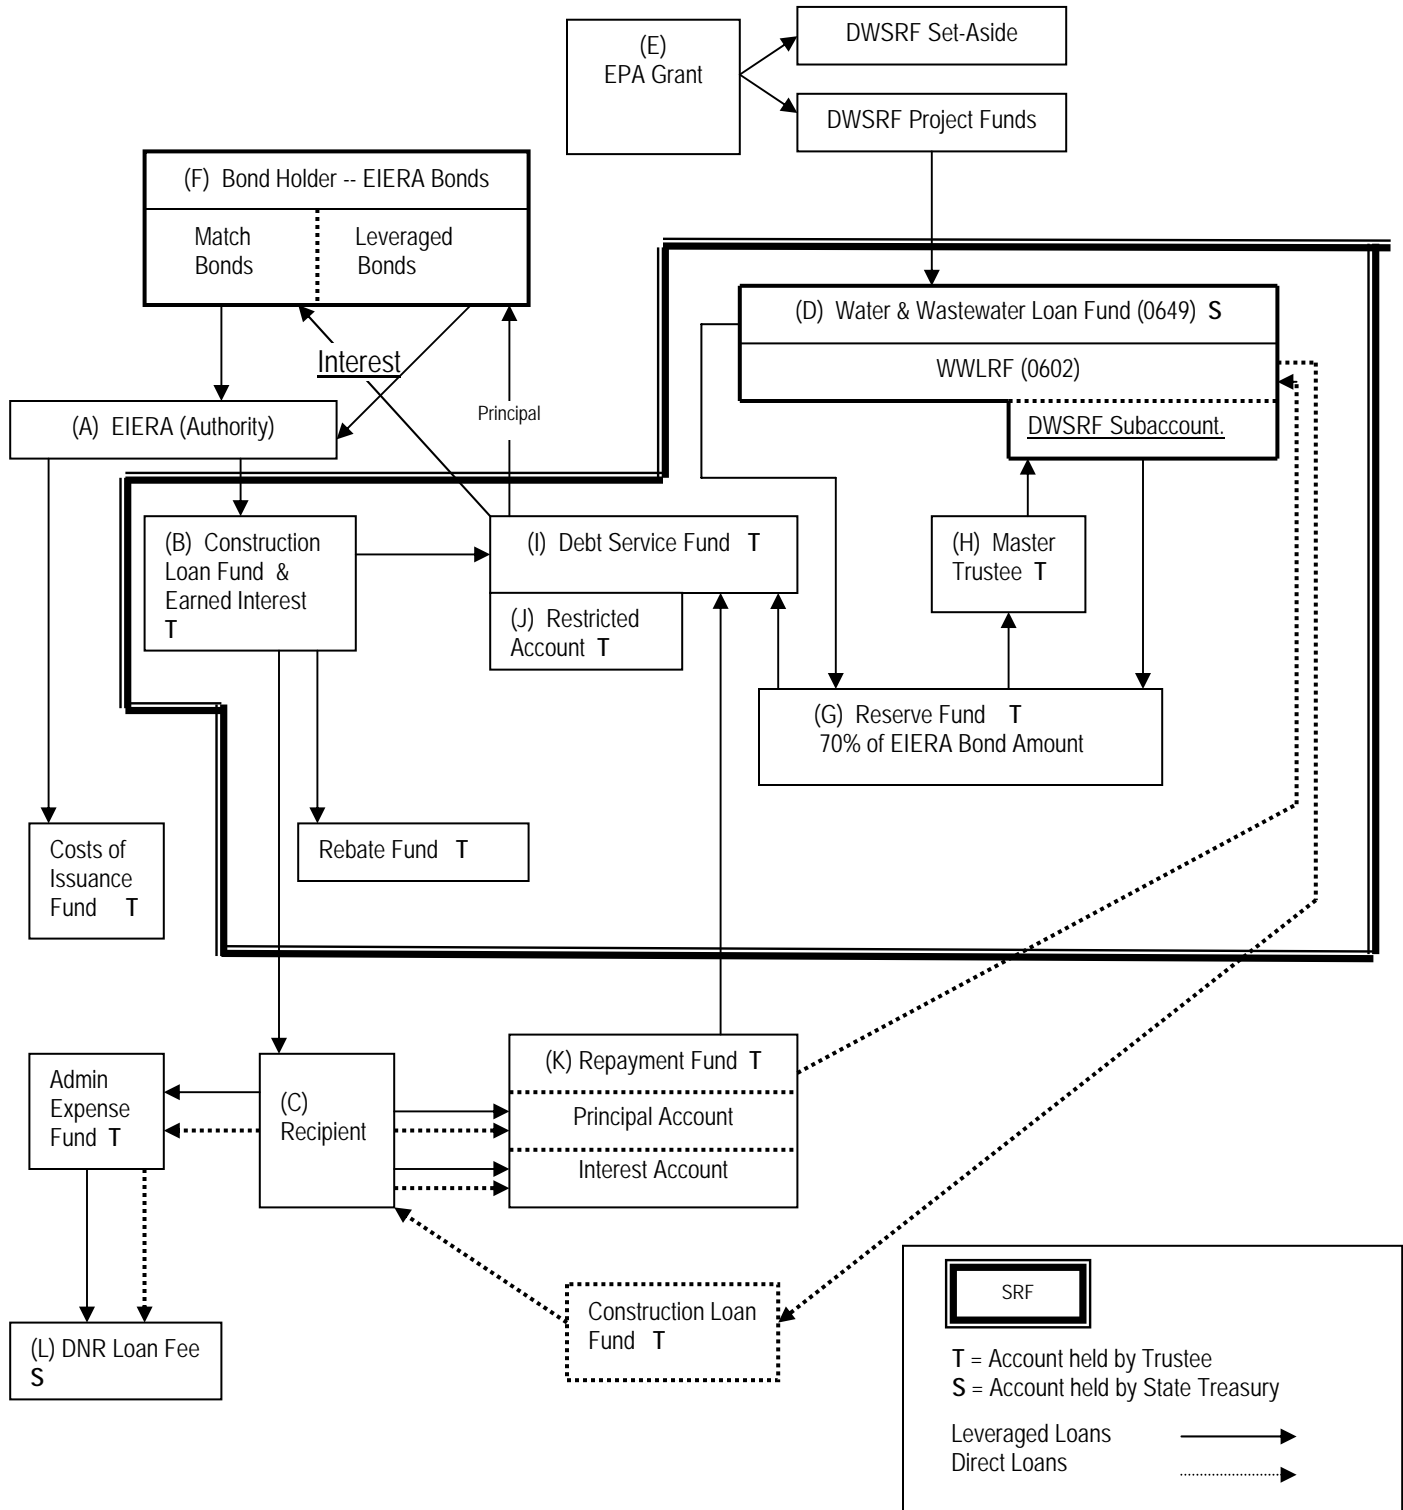 (E)
EPA Grant
DWSRF Set-Aside
DWSRF Project Funds
(F) Bond Holder -- EIERA Bonds
Match
Bonds
Leveraged
Bonds
(D) Water & Wastewater Loan Fund (0649) S
WWLRF (0602)
DWSRF Subaccount.
Interest
Principal
(A) EIERA (Authority)
(B) Construction
Loan Fund &
Earned Interest
T
(I) Debt Service Fund T
(J) Restricted
Account T
(H) Master
Trustee T
(G) Reserve Fund T
70% of EIERA Bond Amount
Costs of
Issuance
Fund T
Rebate Fund T
Admin
Expense
Fund T
(C)
Recipient
(K) Repayment Fund T
Principal Account
Interest Account
Construction Loan
Fund T
(L) DNR Loan Fee
S
SRF
T = Account held by Trustee
S = Account held by State Treasury
Leveraged Loans
Direct Loans